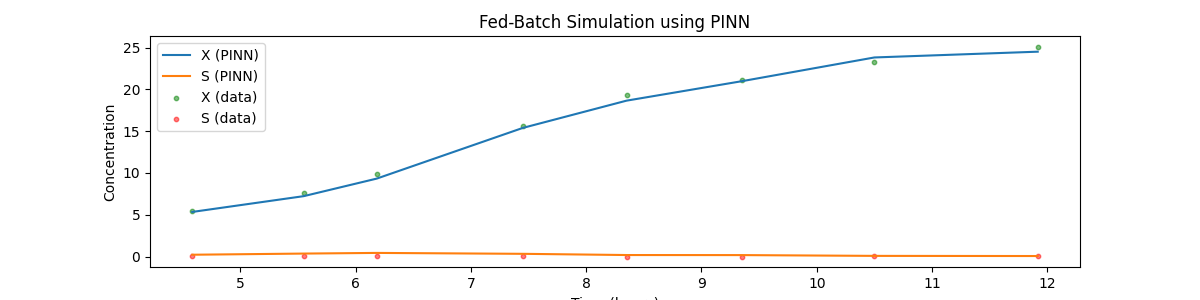 Fed-Batch Simulation using PINN
25
20
15
10
5
0
Concentration
X (PINN)
S (PINN)
X (data)
S (data)
5 6 7 8 9 10 11 12